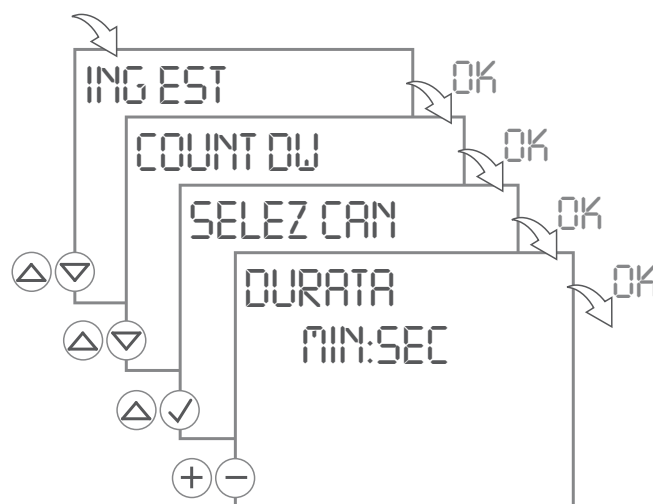 ING EST
OK
COUNT DW
OK
SELEZ CAN
OK
DURATA
OK
MIN:SEC